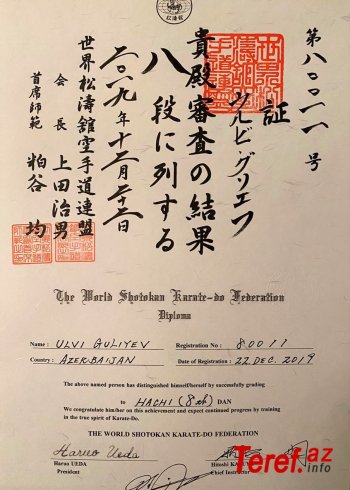 松濤館
第八〇〇一一号
証
ウルビ・グリエフ
貴殿審査の結果
八段に列する
二〇一九年十二月二十二日
世界松濤館空手道連盟
会長 上田治男
首席師範 粕谷均
The World Shotokan Karate-do Federation
Diploma
Name : ULVI GULIYEV Registration No : 80011
Country : AZERBAIJAN Date of Registration : 22 DEC. 2019
The above named person has distinguished himself/herself by successfully grading
to HACHI (8th) DAN
We congratulate him/her on this achievement and expect continued progress by training
in the true spirit of Karate-Do.
THE WORLD SHOTOKAN KARATE-DO FEDERATION
Haruo Ueda
Haruo UEDA Hitoshi
President Chief Instructor
Teref.az
.info